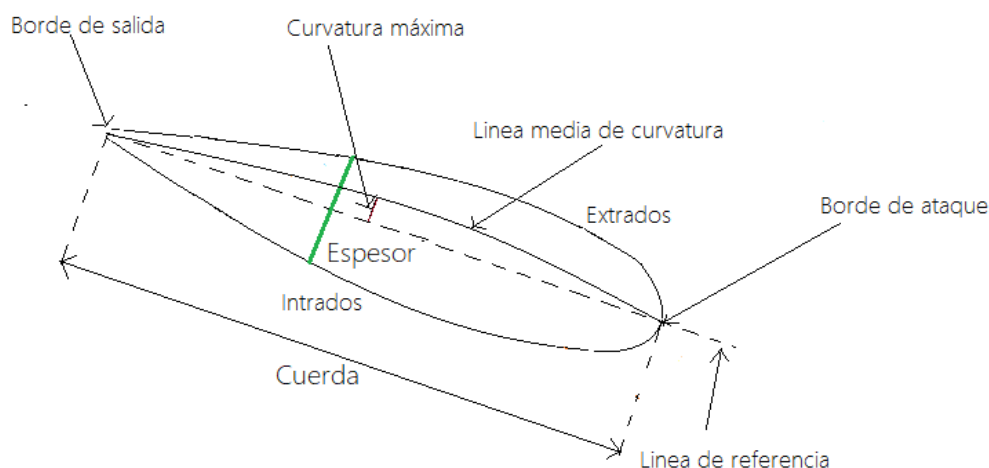 Borde de salida
Curvatura máxima
Linea media de curvatura
Extrados
Borde de ataque
Espesor
Intrados
Cuerda
Linea de referencia